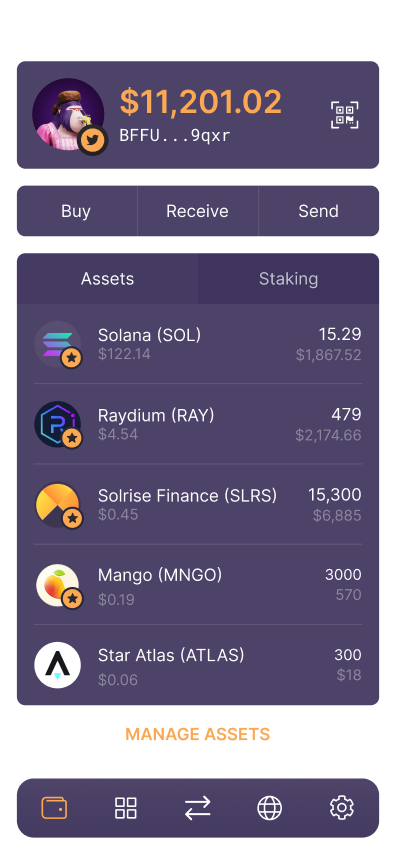 $11,201.02
BFFU...9qxr
Buy Receive Send
Assets Staking
Solana (SOL) 15.29
$122.14 $1,867.52
Raydium (RAY) 479
$4.54 $2,174.66
Solrise Finance (SLRS) 15,300
$0.45 $6,885
Mango (MNGO) 3000
$0.19 570
Star Atlas (ATLAS) 300
$0.06 $18
MANAGE ASSETS